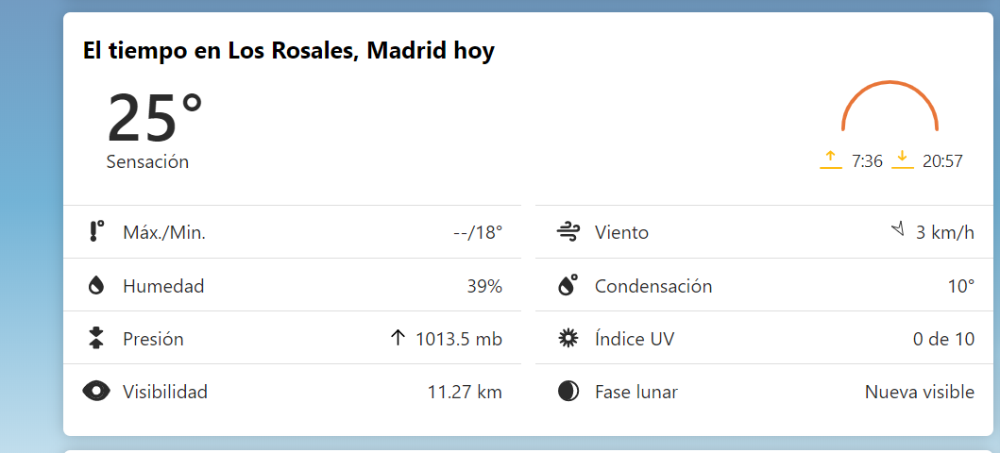 El tiempo en Los Rosales, Madrid hoy
25°
Sensación
7:36 20:57
Máx./Min. --/18°
Viento 3 km/h
Humedad 39%
Condensación 10°
Presión 1013.5 mb
Índice UV 0 de 10
Visibilidad 11.27 km
Fase lunar Nueva visible